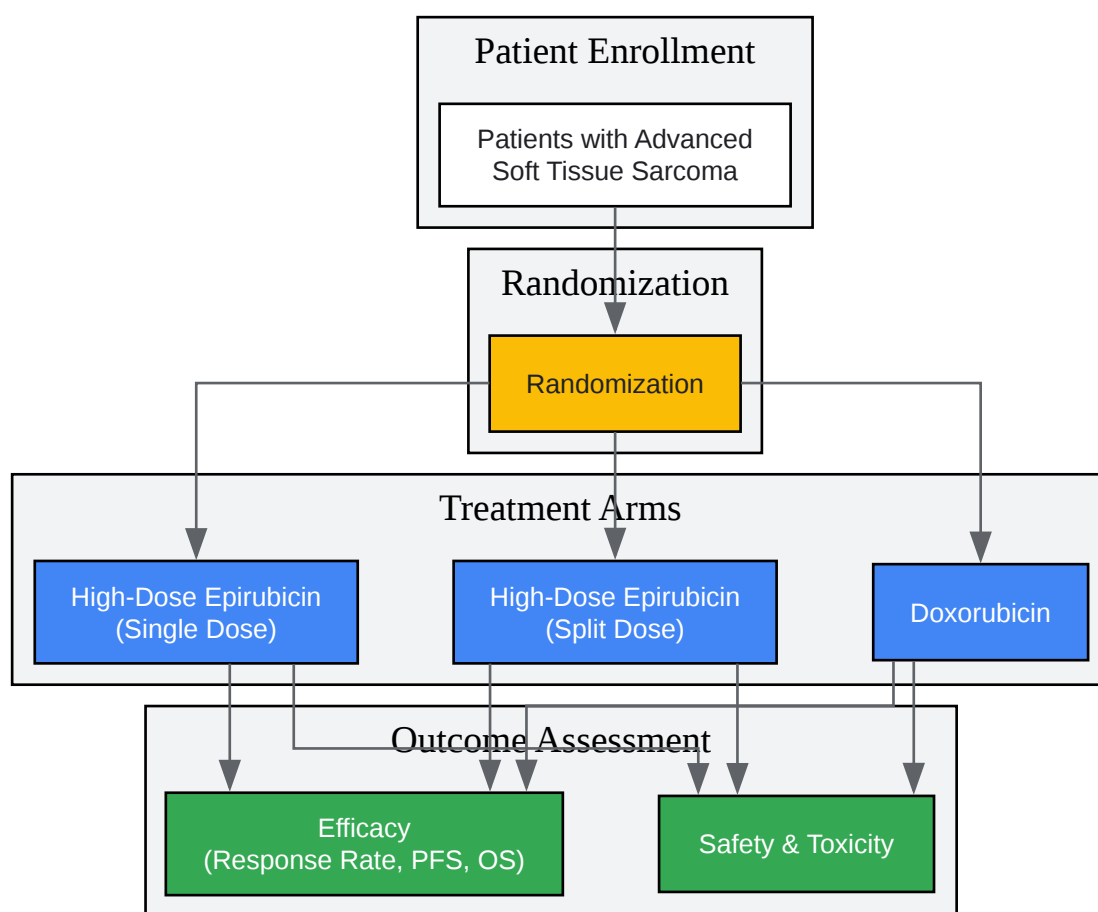 Patient Enrollment
Patients with Advanced
Soft Tissue Sarcoma
Randomization
Randomization
Treatment Arms
High-Dose Epirubicin
(Single Dose)
High-Dose Epirubicin
(Split Dose)
Doxorubicin
Outcome Assessment
Efficacy
(Response Rate, PFS, OS)
Safety & Toxicity